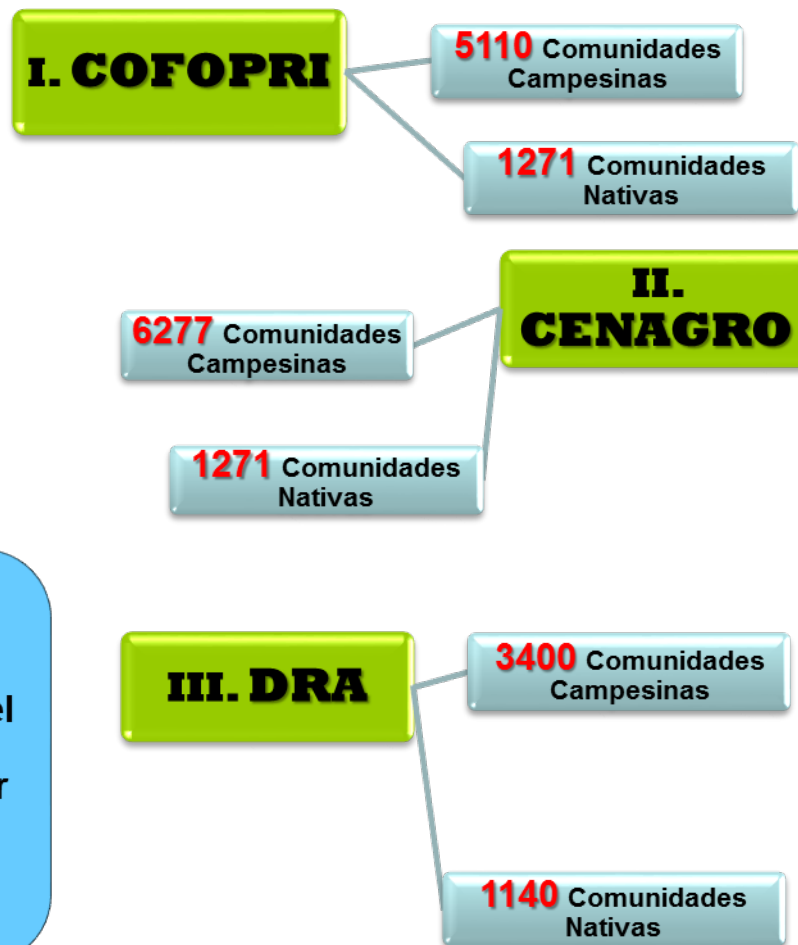 I. COFOPRI
5110 Comunidades
Campesinas
1271 Comunidades
Nativas
II.
CENAGRO
6277 Comunidades
Campesinas
1271 Comunidades
Nativas
III. DRA
3400 Comunidades
Campesinas
1140 Comunidades
Nativas